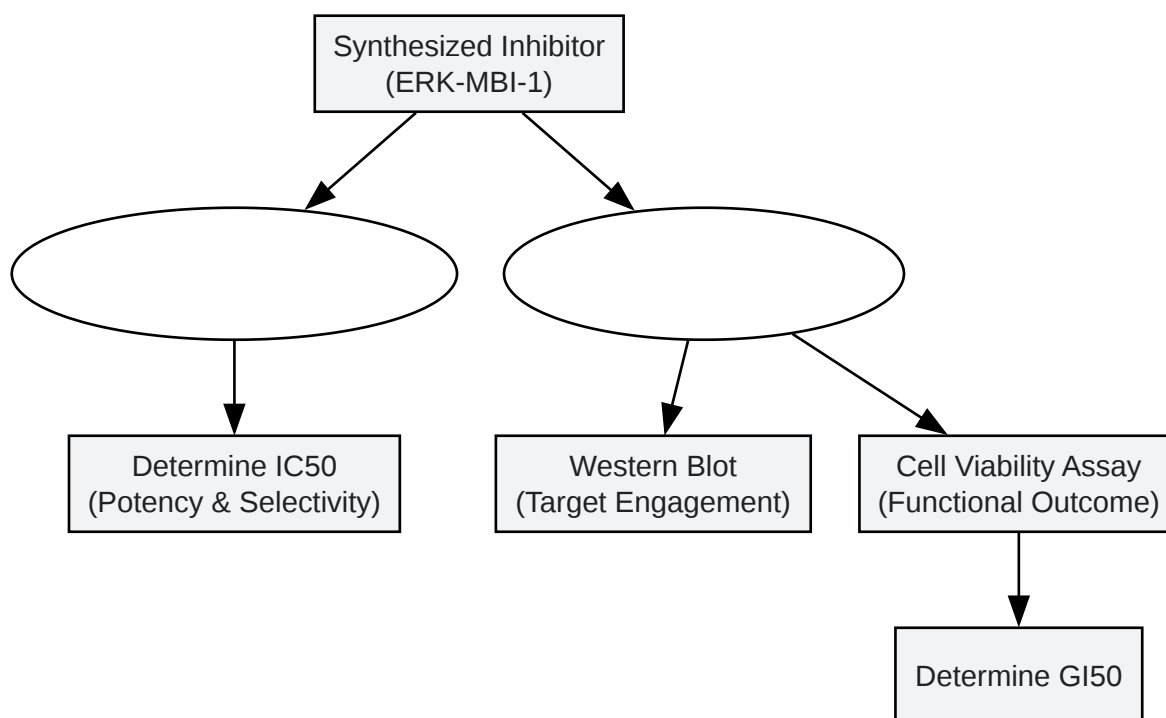 Synthesized Inhibitor
(ERK-MBI-1)
Determine IC50
(Potency & Selectivity)
Western Blot
(Target Engagement)
Cell Viability Assay
(Functional Outcome)
Determine GI50